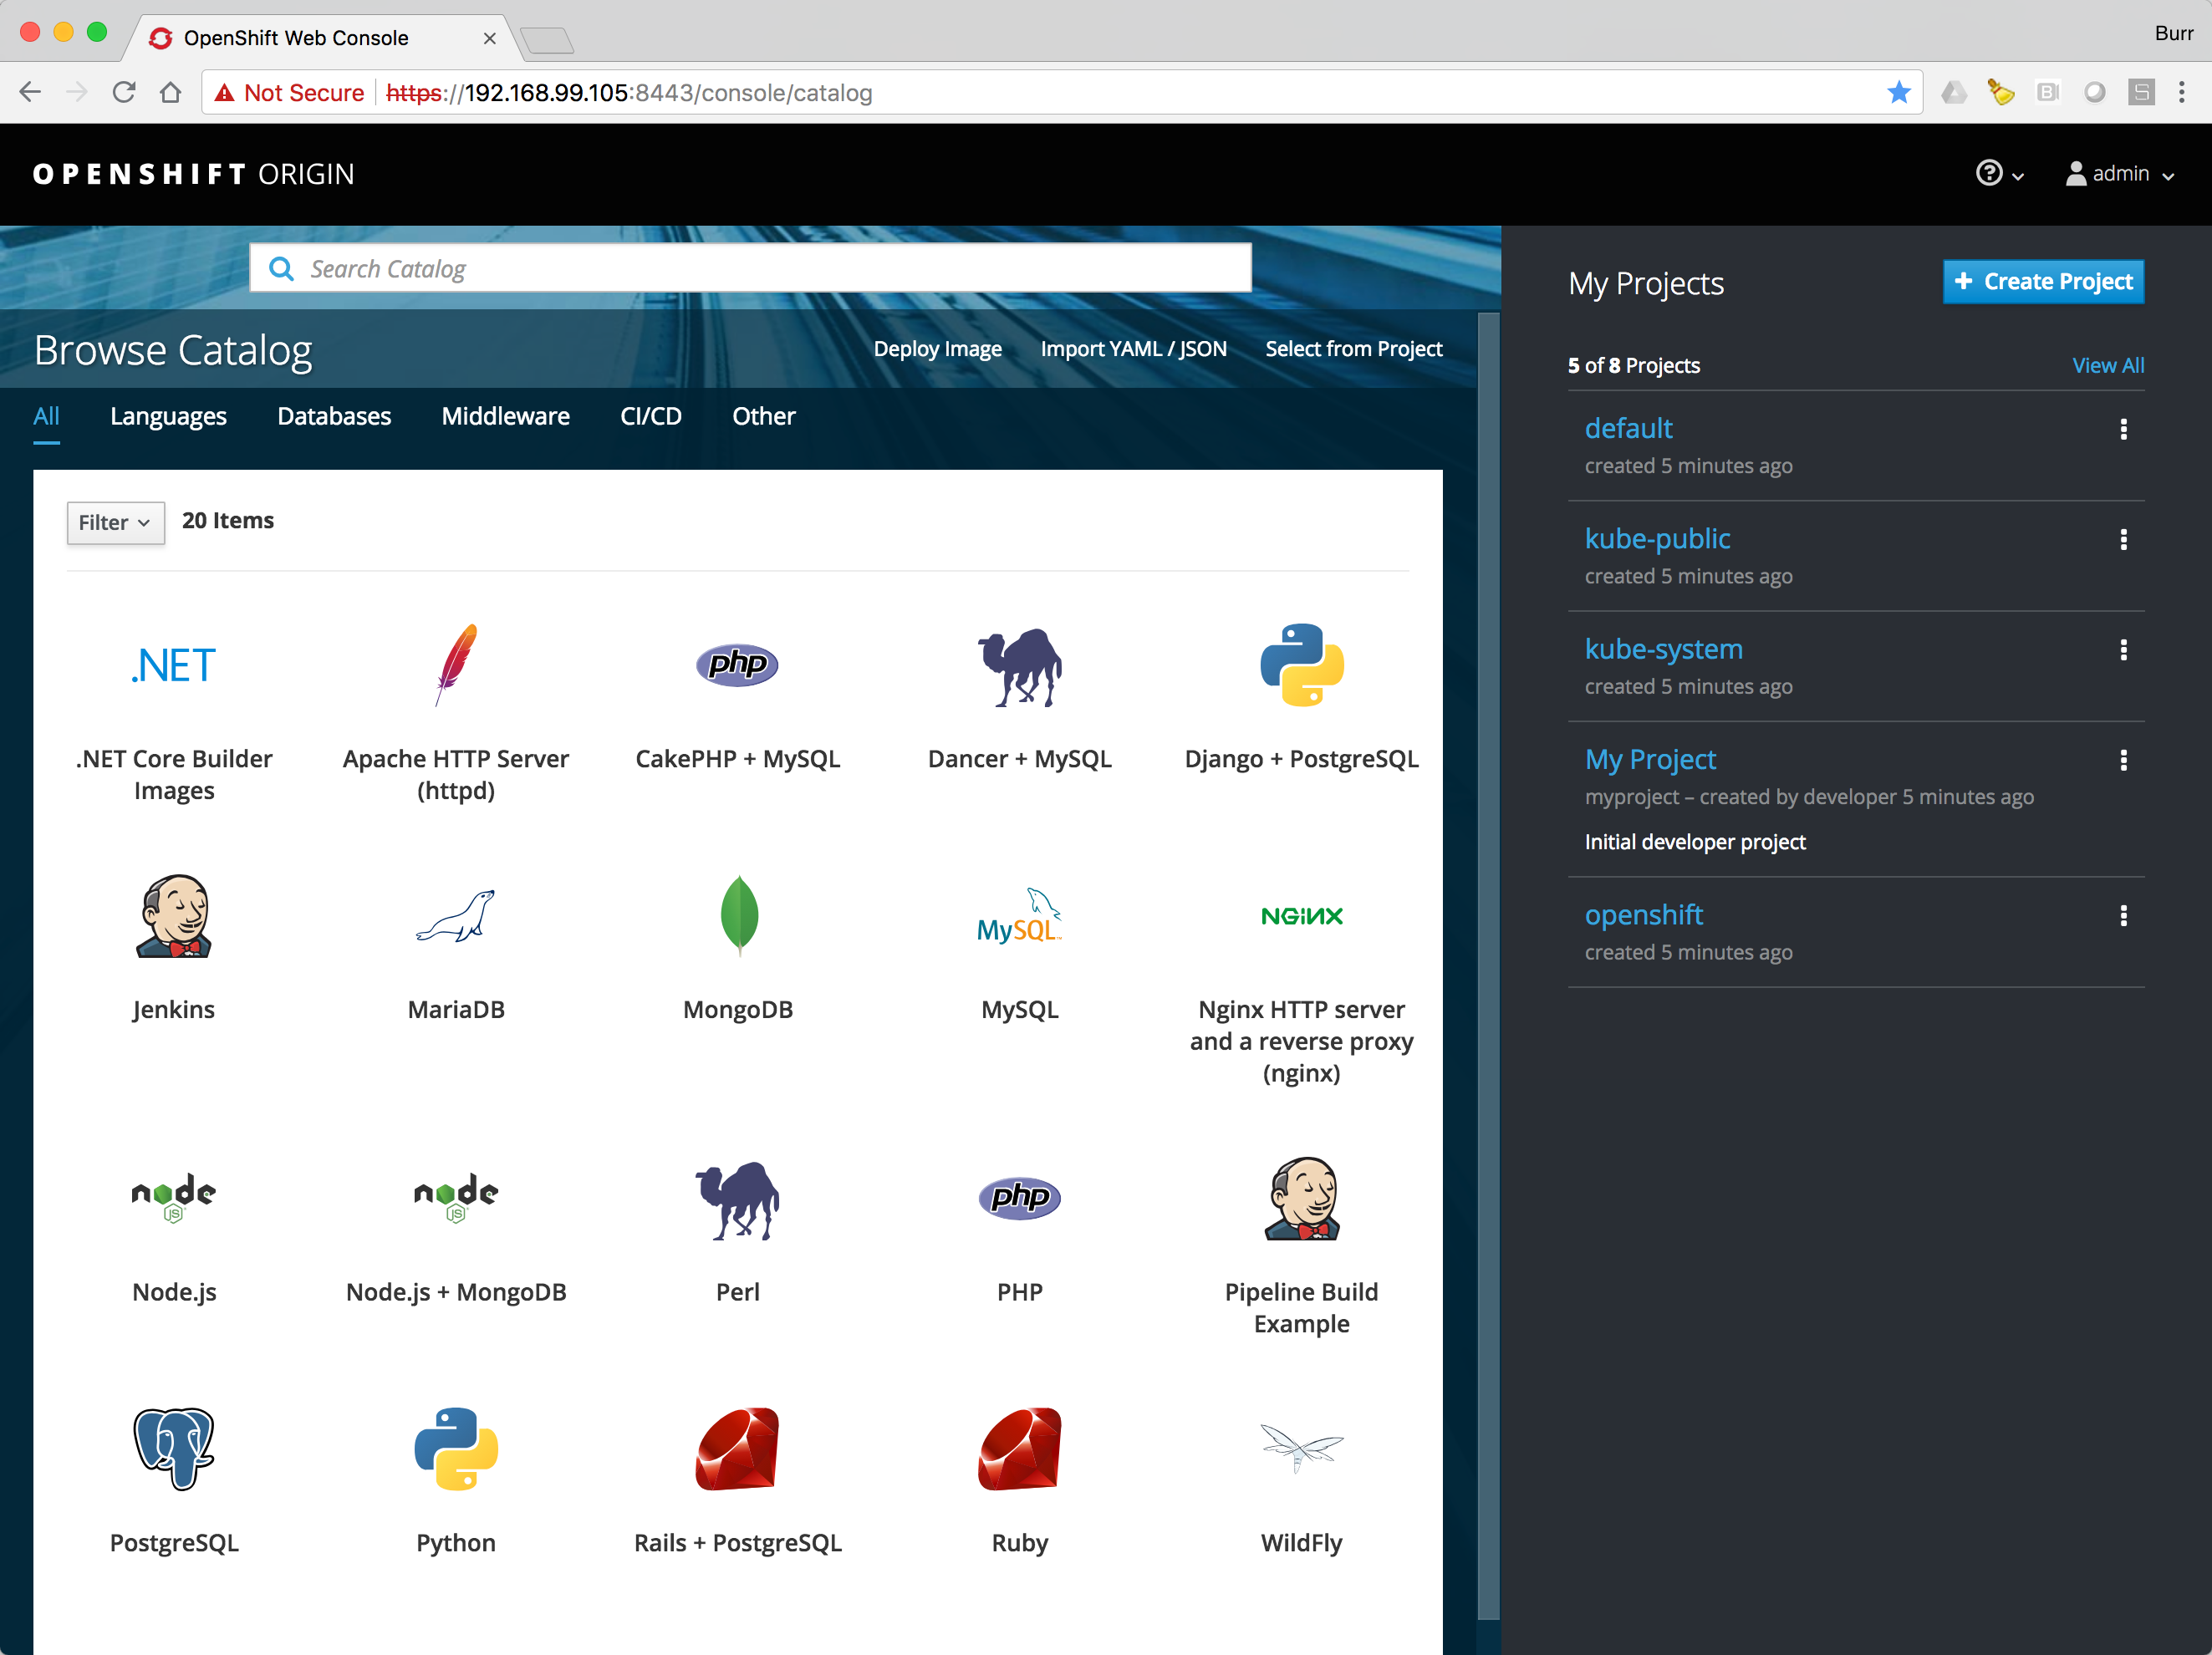 OpenShift Web Console
Burr
Not Secure https://192.168.99.105:8443/console/catalog
OPENSHIFT ORIGIN
admin
Search Catalog
Browse Catalog
Deploy Image Import YAML / JSON Select from Project
All Languages Databases Middleware CI/CD Other
Filter 20 Items
.NET
php
.NET Core Builder Images
Apache HTTP Server (httpd)
CakePHP + MySQL
Dancer + MySQL
Django + PostgreSQL
MySQL
NGINX
Jenkins
MariaDB
MongoDB
MySQL
Nginx HTTP server and a reverse proxy (nginx)
node JS
node JS
php
Node.js
Node.js + MongoDB
Perl
PHP
Pipeline Build Example
PostgreSQL
Python
Rails + PostgreSQL
Ruby
WildFly
My Projects
Create Project
5 of 8 Projects View All
default
created 5 minutes ago
kube-public
created 5 minutes ago
kube-system
created 5 minutes ago
My Project
myproject – created by developer 5 minutes ago
Initial developer project
openshift
created 5 minutes ago